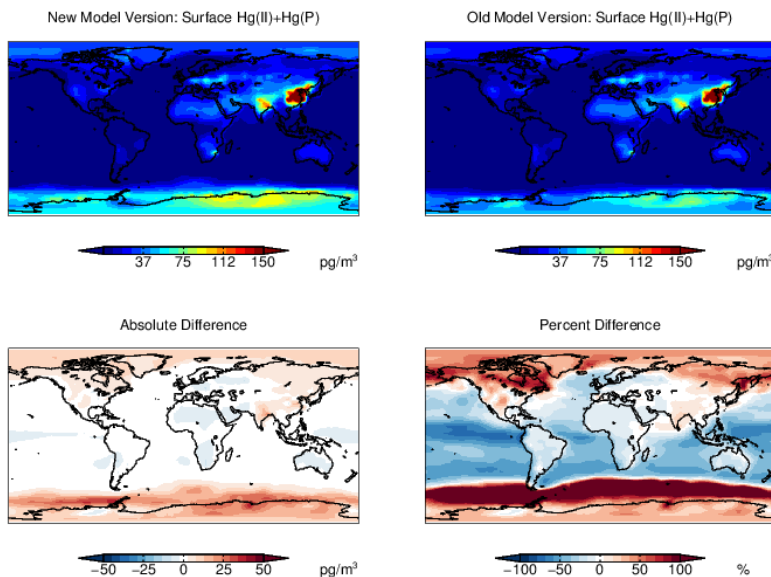 New Model Version: Surface Hg(II)+Hg(P)
Old Model Version: Surface Hg(II)+Hg(P)
37 75 112 150 pg/m³
37 75 112 150 pg/m³
Absolute Difference
Percent Difference
−50 −25 0 25 50 pg/m³
−100 −50 0 50 100 %